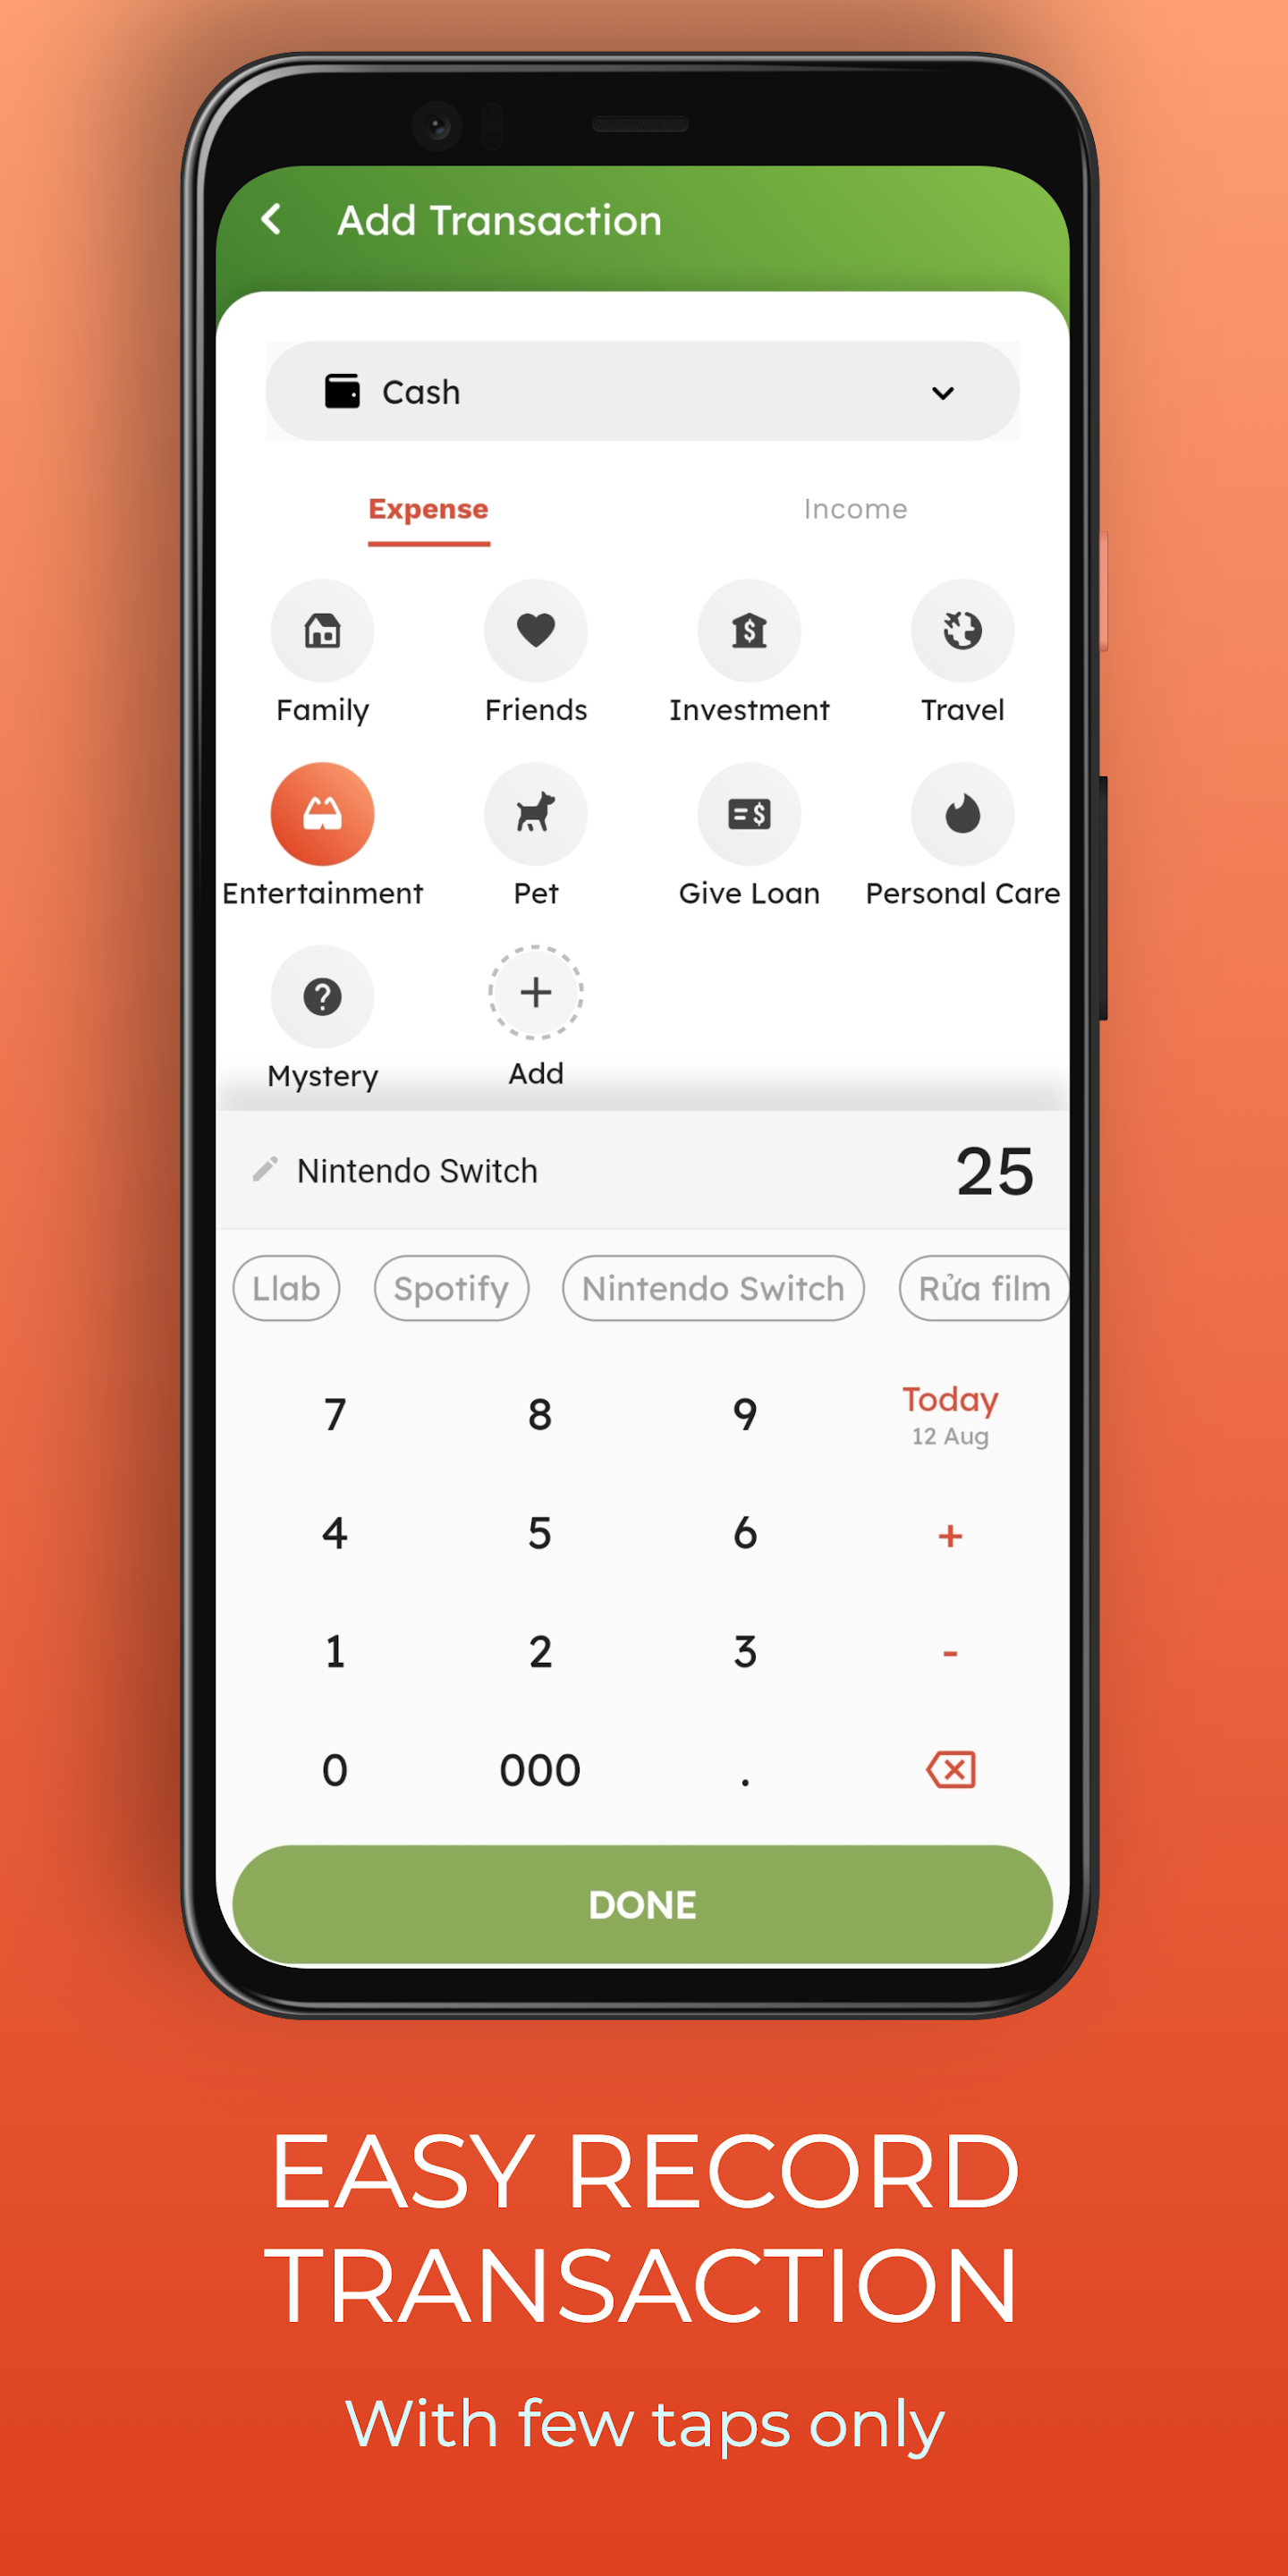 Add Transaction
Cash
Expense Income
Family Friends Investment Travel
Entertainment Pet Give Loan Personal Care
Mystery Add
Nintendo Switch 25
Llab Spotify Nintendo Switch Rửa film
7 8 9 Today
12 Aug
4 5 6 +
1 2 3 -
0 000 .
DONE
EASY RECORD
TRANSACTION
With few taps only